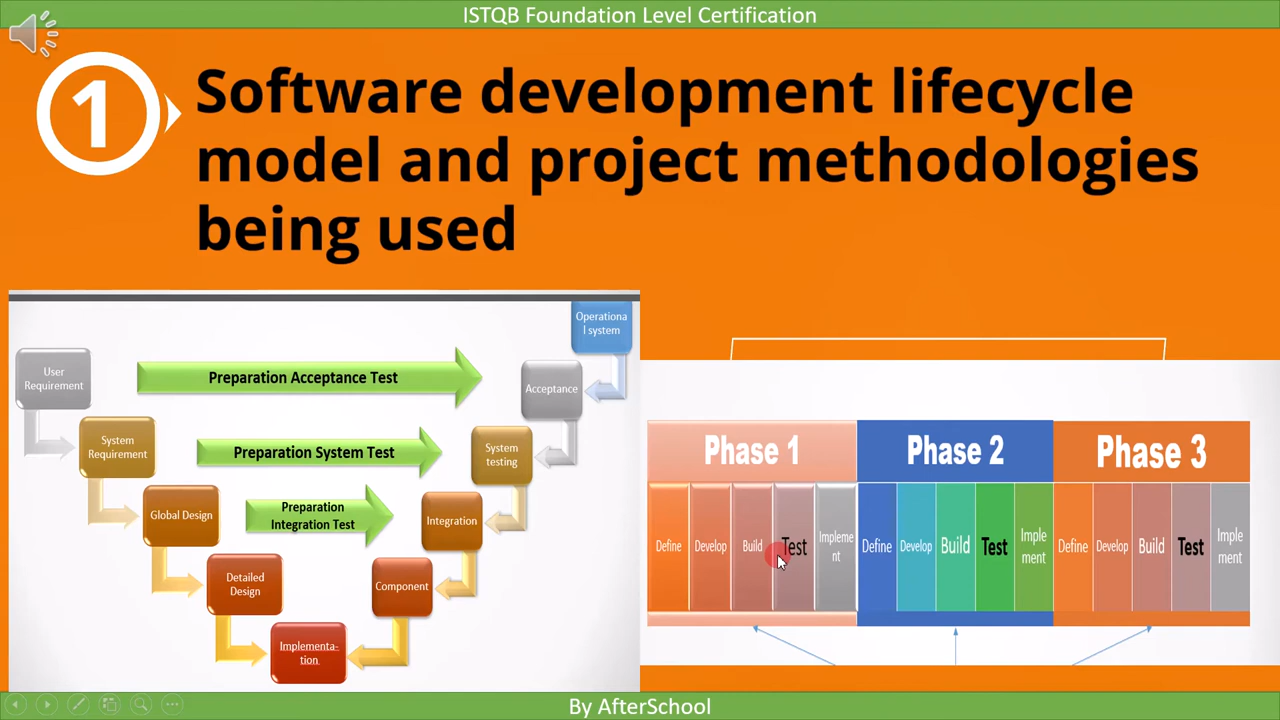 ISTQB Foundation Level Certification
1
Software development lifecycle
model and project methodologies
being used
Operationa
l system
User
Requirement
Preparation Acceptance Test
Acceptance
System
Requirement
Preparation System Test
System
testing
Global Design
Preparation
Integration Test
Integration
Detailed
Design
Component
Implementa-
tion
Phase 1
Phase 2
Phase 3
Define
Develop
Build
Test
Impleme
nt
Define
Develop
Build
Test
Imple
ment
Define
Develop
Build
Test
Imple
ment
By AfterSchool